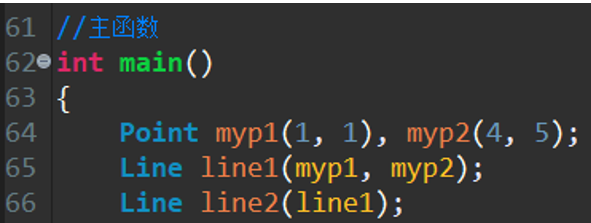 61 //主函数
62 int main()
63 {
64 Point myp1(1, 1), myp2(4, 5);
65 Line line1(myp1, myp2);
66 Line line2(line1);